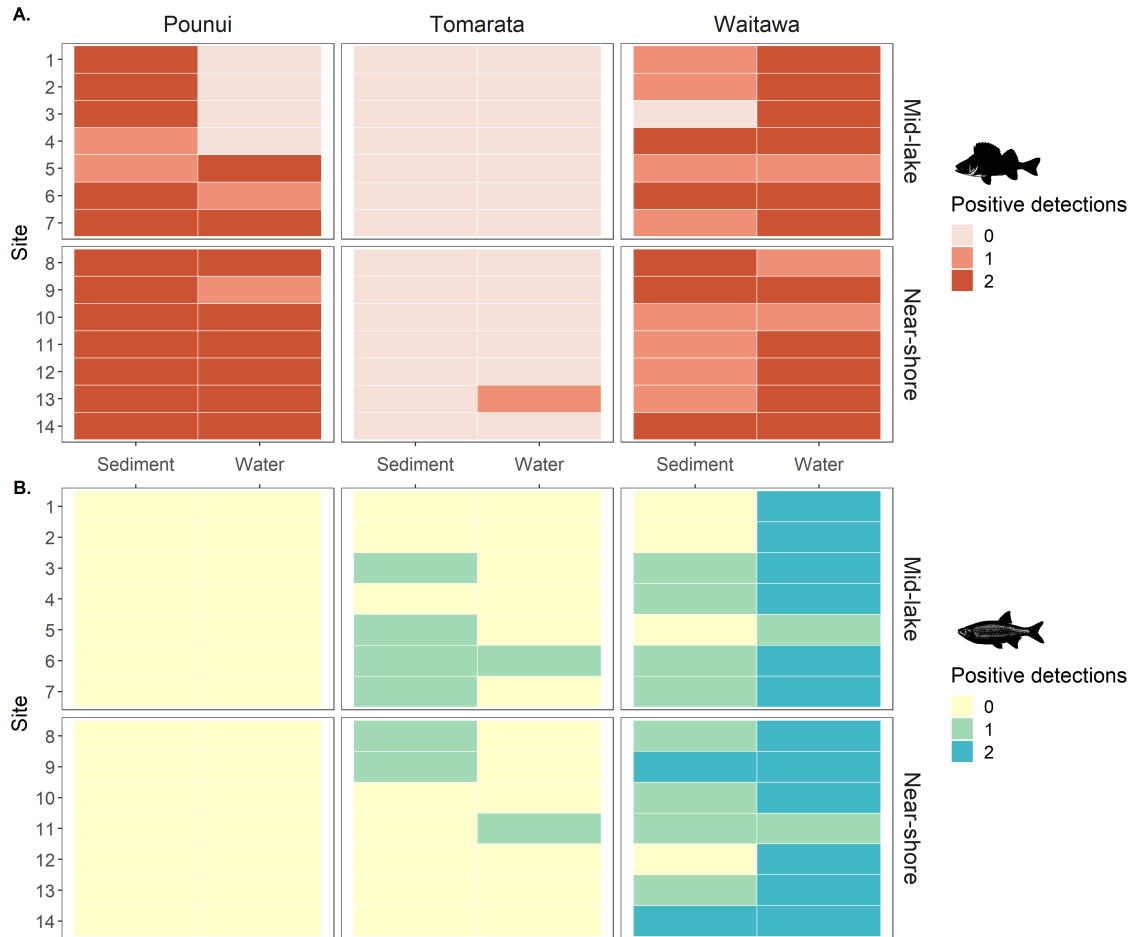 A.
Pounui Tomarata Waitawa
1
2
3
4
5
6
7
Mid-lake
Site
8
9
10
11
12
13
14
Near-shore
Sediment Water Sediment Water Sediment Water
Positive detections
0
1
2
B.
1
2
3
4
5
6
7
Mid-lake
Site
8
9
10
11
12
13
14
Near-shore
Positive detections
0
1
2